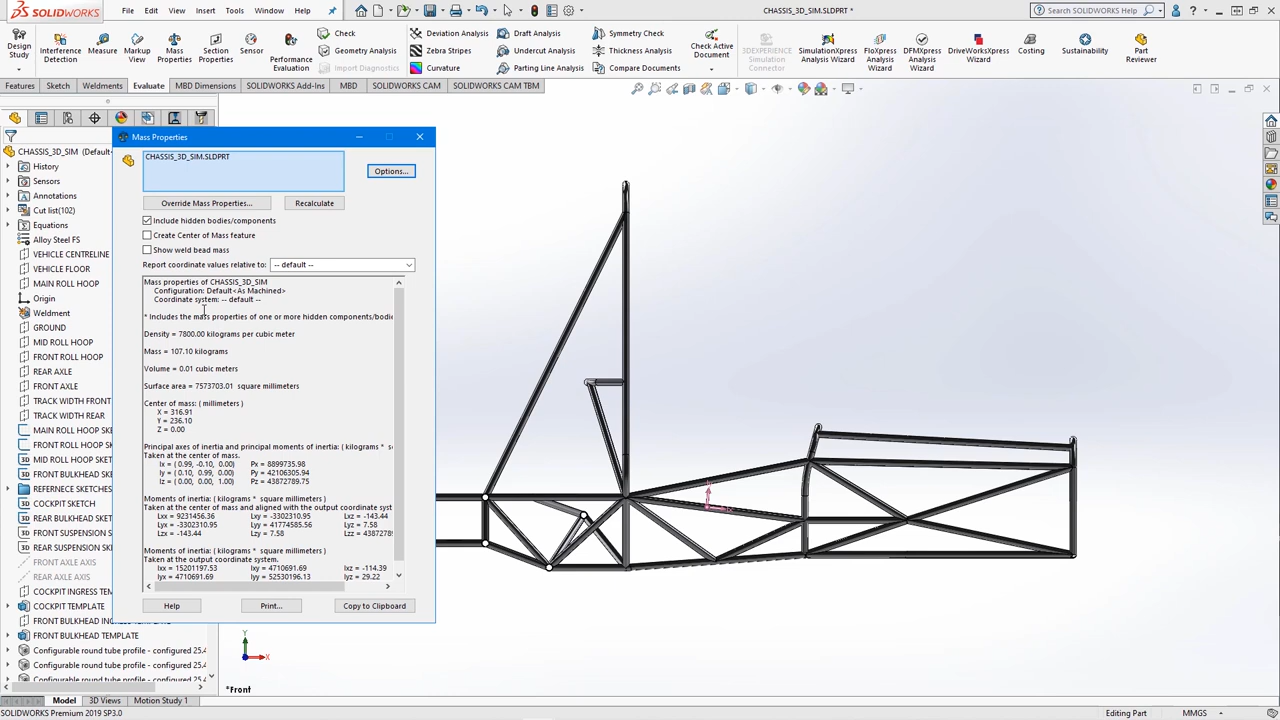 SOLIDWORKS File Edit View Insert Tools Window Help CHASSIS_3D_SIM.SLDPRT * Search SOLIDWORKS Help
Design Study
Interference Detection
Measure
Markup View
Mass Properties
Section Properties
Sensor
Performance Evaluation
Check
Geometry Analysis
Import Diagnostics
Deviation Analysis
Zebra Stripes
Curvature
Draft Analysis
Undercut Analysis
Parting Line Analysis
Symmetry Check
Thickness Analysis
Compare Documents
Check Active Document
3DEXPERIENCE Simulation Connector
SimulationXpress Analysis Wizard
FloXpress Analysis Wizard
DFMXpress Analysis Wizard
DriveWorksXpress Wizard
Costing
Sustainability
Part Reviewer
Features Sketch Weldments Evaluate MBD Dimensions SOLIDWORKS Add-Ins MBD SOLIDWORKS CAM SOLIDWORKS CAM TBM
CHASSIS_3D_SIM (Default
History
Sensors
Annotations
Cut list(102)
Equations
Alloy Steel FS
VEHICLE CENTRELINE
VEHICLE FLOOR
MAIN ROLL HOOP
Origin
Weldment
GROUND
MID ROLL HOOP
FRONT ROLL HOOP
REAR AXLE
FRONT AXLE
TRACK WIDTH FRONT
TRACK WIDTH REAR
MAIN ROLL HOOP SK
FRONT ROLL HOOP SKE
MID ROLL HOOP SKET
FRONT BULKHEAD SK
REFERNECE SKETCHES
COCKPIT SKETCH
REAR BULKHEAD SKET
FRONT SUSPENSION SK
REAR SUSPENSION SKE
FRONT AXLE AXIS
REAR AYLE AXIS
COCKPIT INGRESS TEM
COCKPIT TEMPLATE
FRONT BULKHEAD INGRESS TEMPLATE
FRONT BULKHEAD TEMPLATE
Configurable round tube profile - configured 25.4
Configurable round tube profile - configured 25.4
Configurable round tube profile - configured 25.4
Mass Properties
CHASSIS_3D_SIM.SLDPRT
Options...
Override Mass Properties... Recalculate
Include hidden bodies/components
Create Center of Mass feature
Show weld bead mass
Report coordinate values relative to: -- default --
Mass properties of CHASSIS_3D_SIM
Configuration: Default<As Machined>
Coordinate system: -- default --
* Includes the mass properties of one or more hidden components/bodie
Density = 7800.00 kilograms per cubic meter
Mass = 107.10 kilograms
Volume = 0.01 cubic meters
Surface area = 7573703.01 square millimeters
Center of mass: ( millimeters )
X = 316.91
Y = 236.10
Z = 0.00
Principal axes of inertia and principal moments of inertia: ( kilograms * s
Taken at the center of mass.
Ix = ( 0.99, -0.10, 0.00) Px = 8899735.98
Iy = ( 0.10, 0.99, 0.00) Py = 42106305.94
Iz = ( 0.00, 0.00, 1.00) Pz = 43872789.75
Moments of inertia: ( kilograms * square millimeters )
Taken at the center of mass and aligned with the output coordinate syst
Lxx = 9231456.36 Lxy = -3302310.95 Lxz = -143.44
Lyx = -3302310.95 Lyy = 41774585.56 Lyz = 7.58
Lzx = -143.44 Lzy = 7.58 Lzz = 4387278
Moments of inertia: ( kilograms * square millimeters )
Taken at the output coordinate system.
Ixx = 15201197.53 Ixy = 4710691.69 Ixz = -114.39
Iyx = 4710691.69 Iyy = 52530196.13 Iyz = 29.22
Help Print... Copy to Clipboard
Y
X
*Front
Model 3D Views Motion Study 1
SOLIDWORKS Premium 2019 SP3.0 Editing Part MMGS